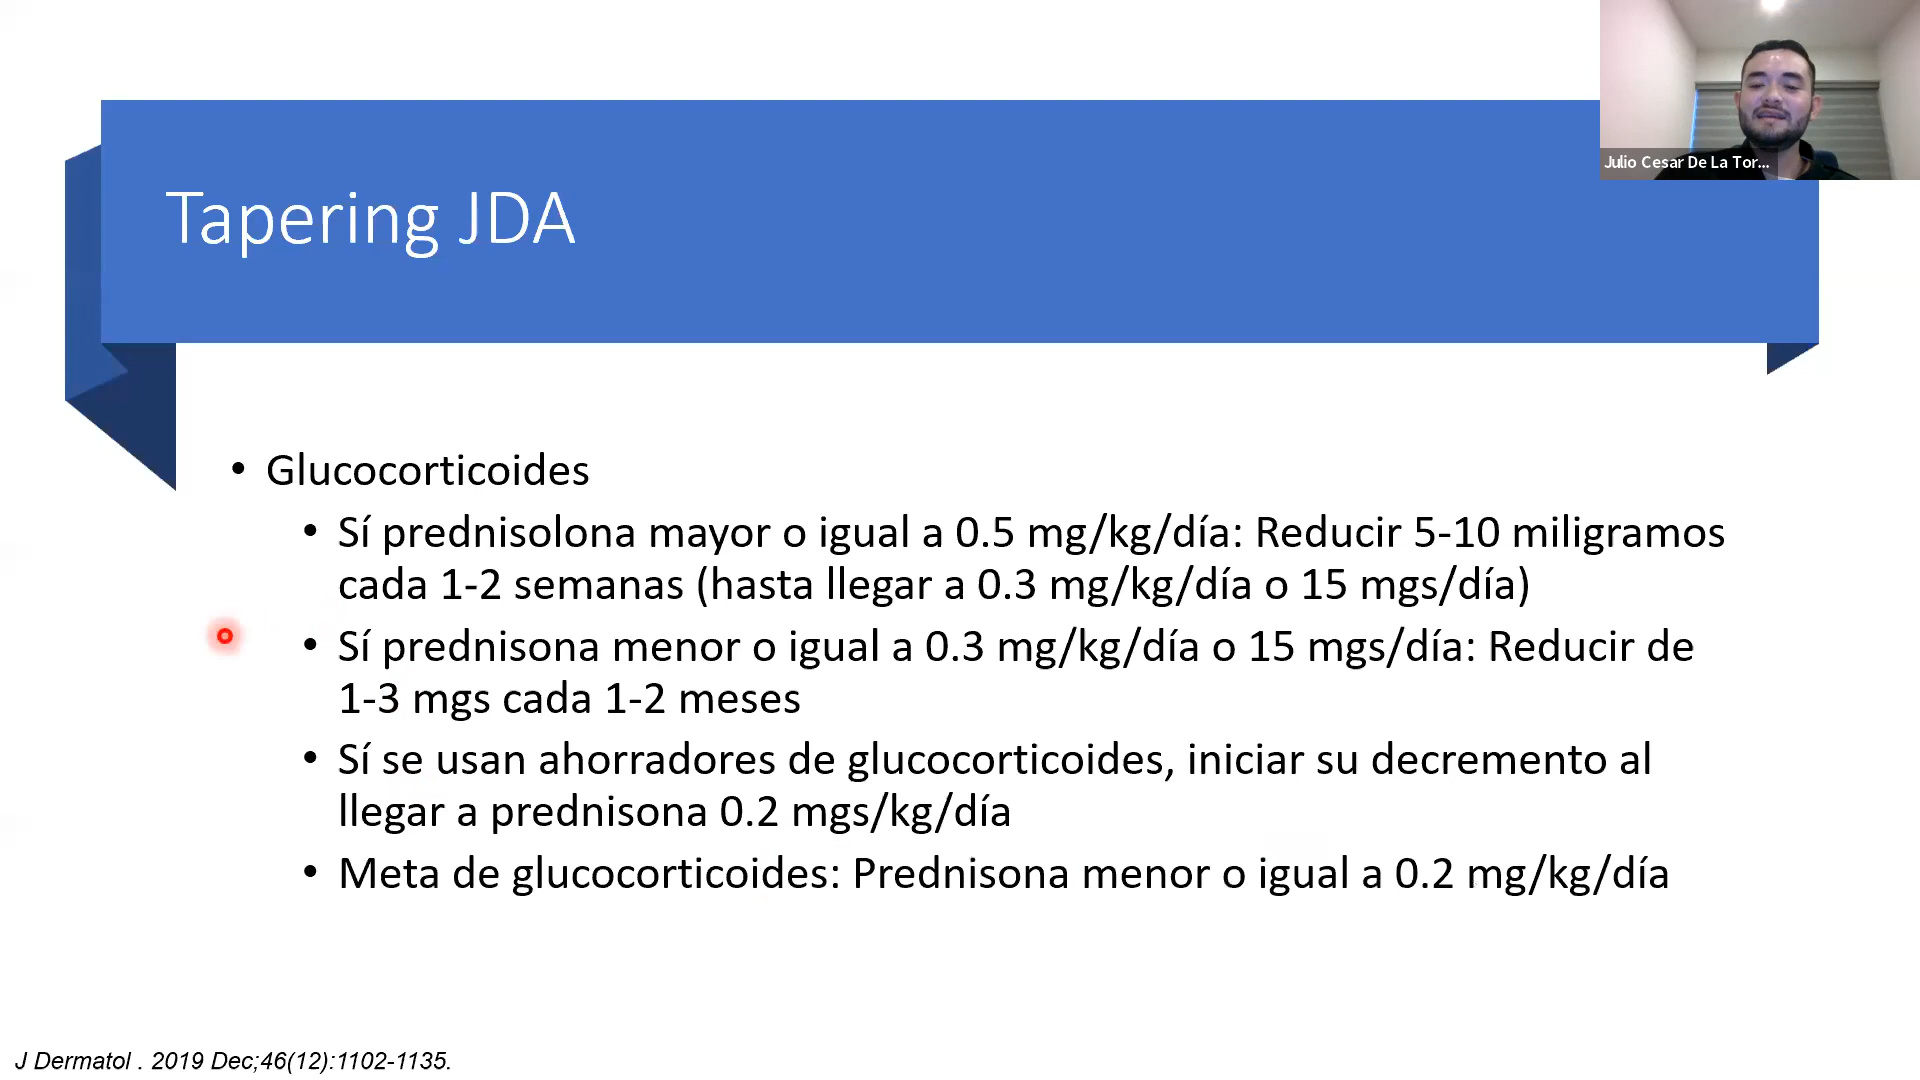 Julio Cesar De La Tor...
Tapering JDA
• Glucocorticoides
• Sí prednisolona mayor o igual a 0.5 mg/kg/día: Reducir 5-10 miligramos
cada 1-2 semanas (hasta llegar a 0.3 mg/kg/día o 15 mgs/día)
• Sí prednisona menor o igual a 0.3 mg/kg/día o 15 mgs/día: Reducir de
1-3 mgs cada 1-2 meses
• Sí se usan ahorradores de glucocorticoides, iniciar su decremento al
llegar a prednisona 0.2 mgs/kg/día
• Meta de glucocorticoides: Prednisona menor o igual a 0.2 mg/kg/día
J Dermatol . 2019 Dec;46(12):1102-1135.